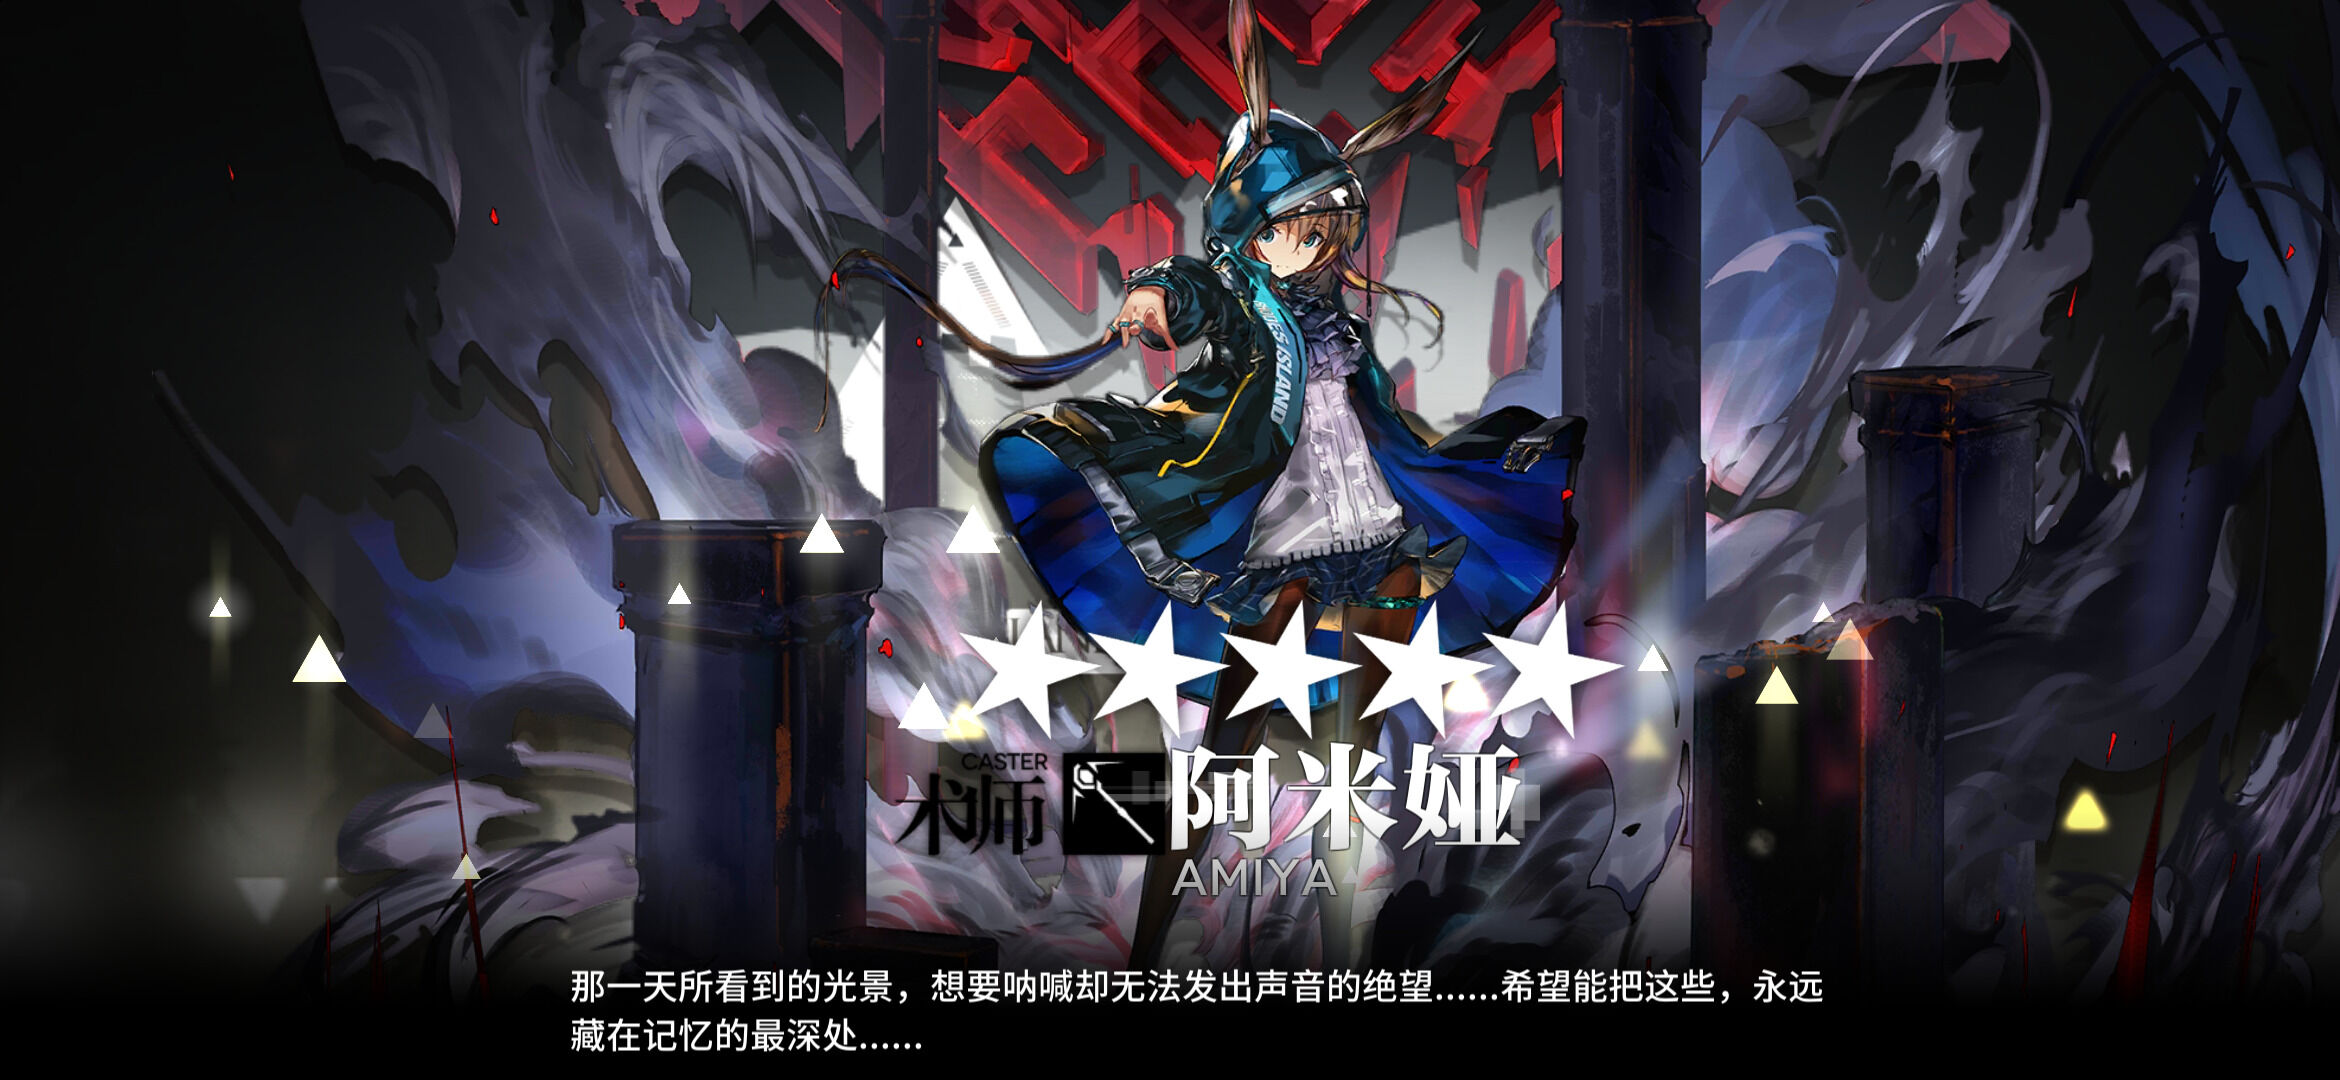 RHODES ISLAND
CASTER
术师
阿米娅
AMIYA
那一天所看到的光景，想要呐喊却无法发出声音的绝望......希望能把这些，永远
藏在记忆的最深处......